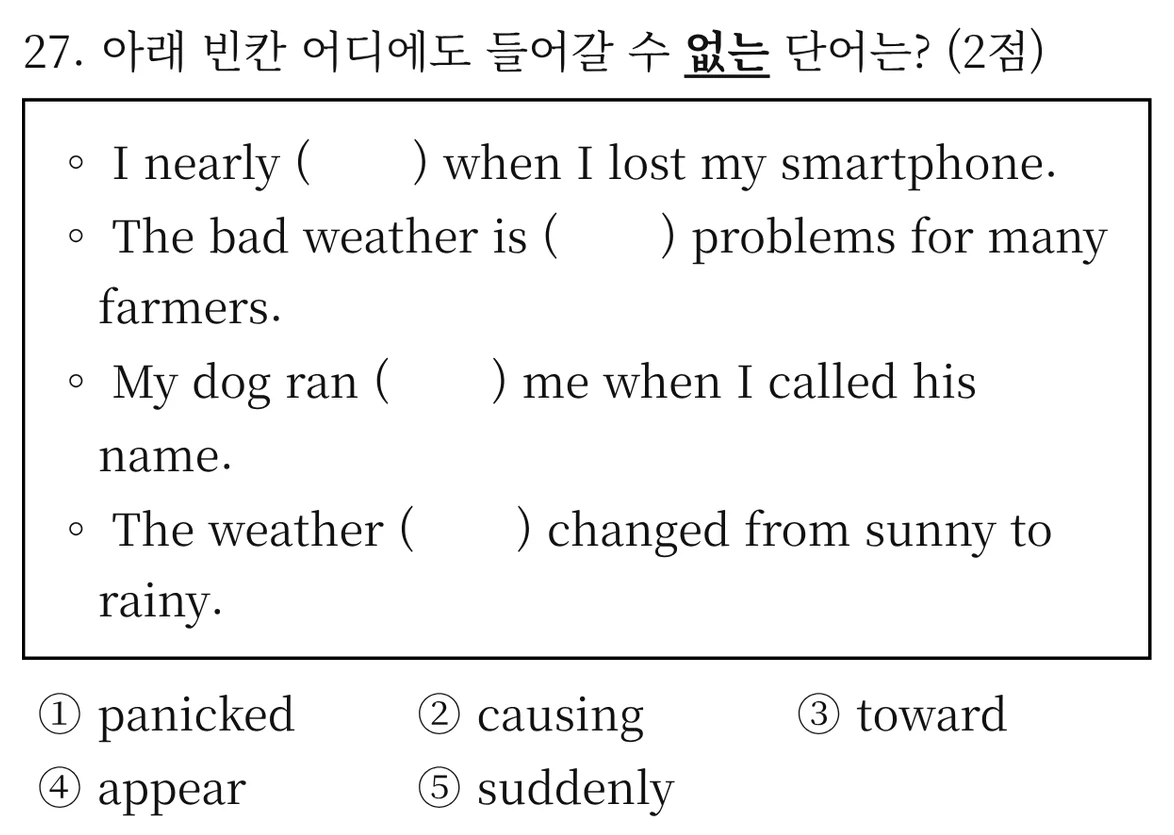 27. 아래 빈칸 어디에도 들어갈 수 없는 단어는? (2점)
◦ I nearly (      ) when I lost my smartphone.
◦ The bad weather is (      ) problems for many
farmers.
◦ My dog ran (      ) me when I called his
name.
◦ The weather (      ) changed from sunny to
rainy.
① panicked ② causing ③ toward
④ appear ⑤ suddenly